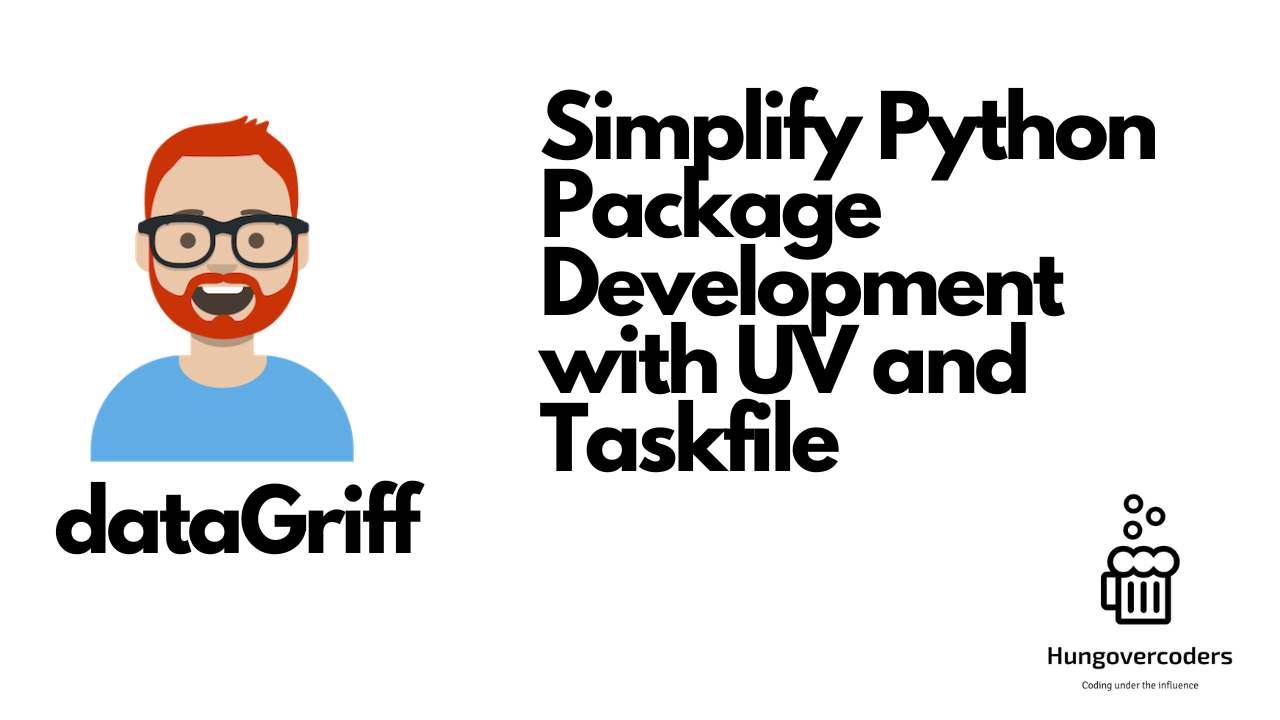 Simplify Python
Package
Development
with UV and
Taskfile
dataGriff
Hungovercoders
Coding under the influence